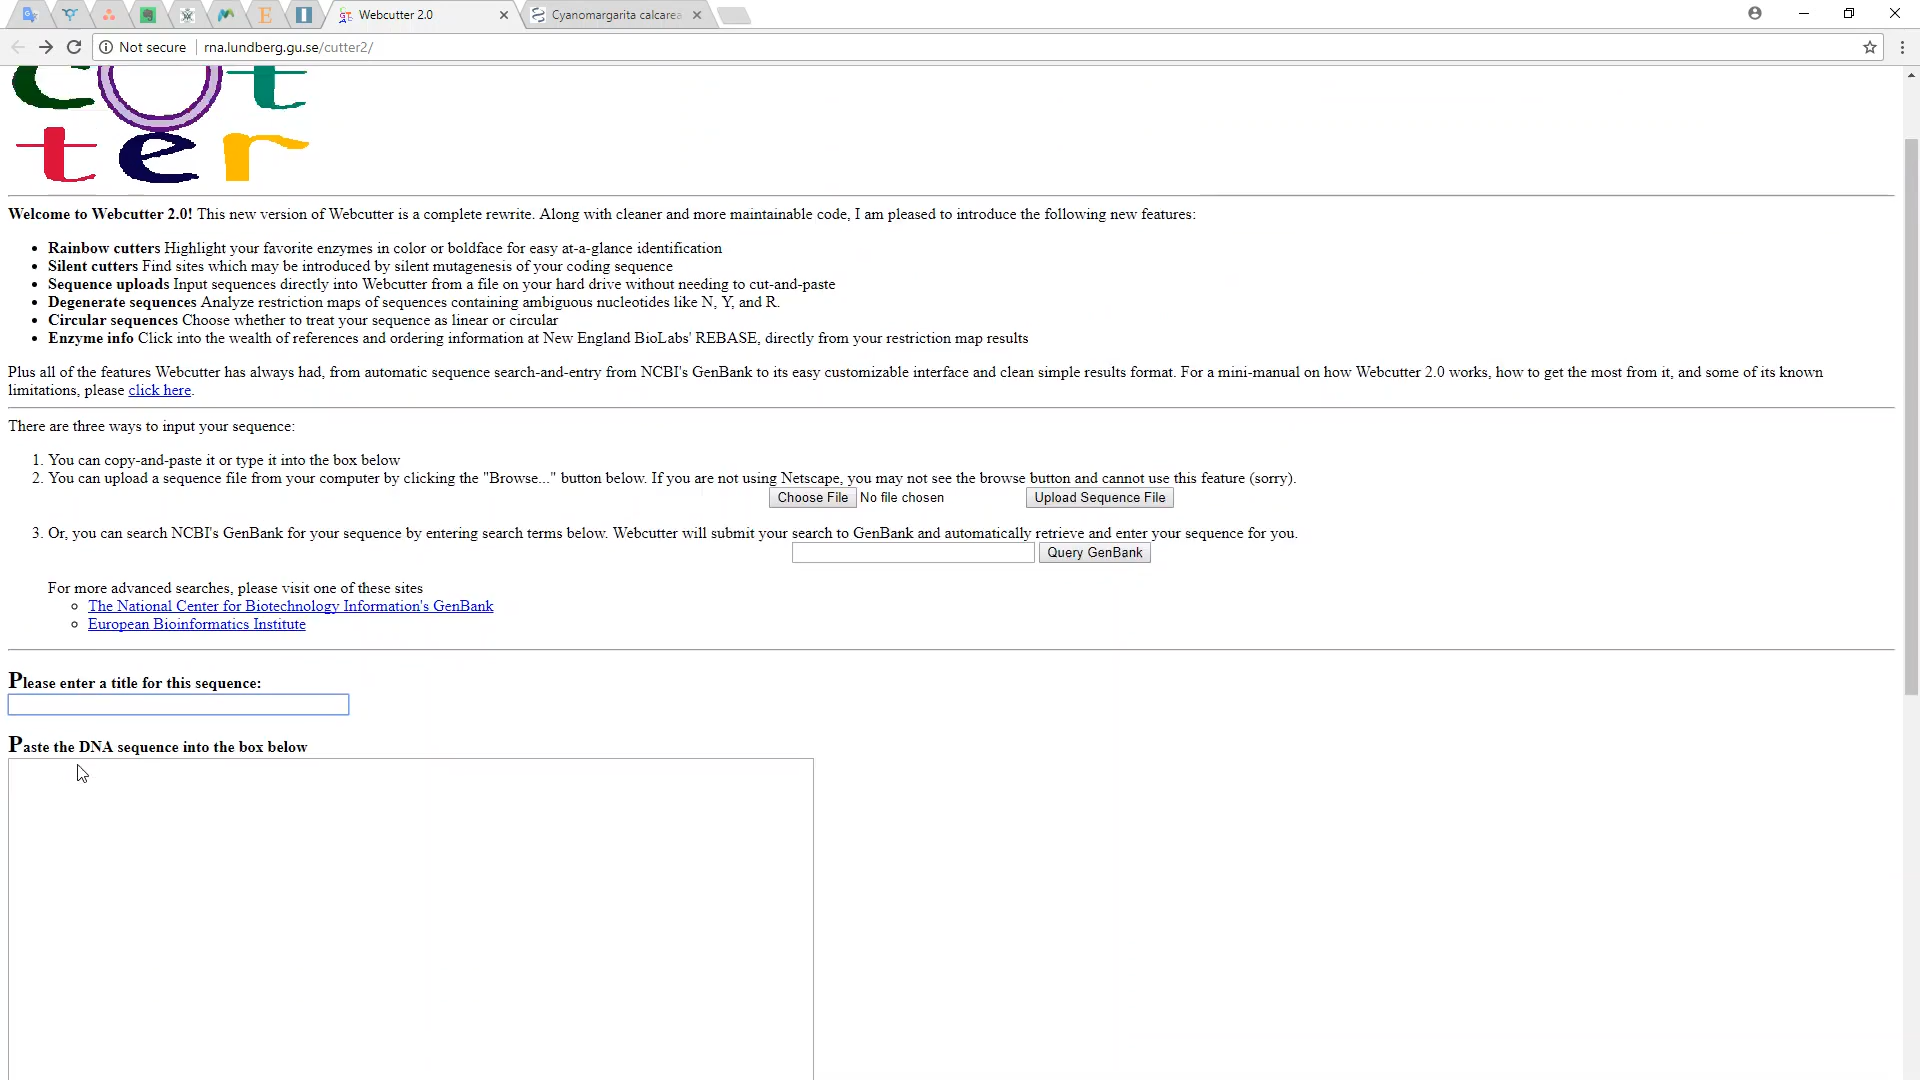 Webcutter 2.0
Cyanomargarita calcarea
Not secure
rna.lundberg.gu.se/cutter2/
cut
ter
Welcome to Webcutter 2.0! This new version of Webcutter is a complete rewrite. Along with cleaner and more maintainable code, I am pleased to introduce the following new features:
• Rainbow cutters Highlight your favorite enzymes in color or boldface for easy at-a-glance identification
• Silent cutters Find sites which may be introduced by silent mutagenesis of your coding sequence
• Sequence uploads Input sequences directly into Webcutter from a file on your hard drive without needing to cut-and-paste
• Degenerate sequences Analyze restriction maps of sequences containing ambiguous nucleotides like N, Y, and R.
• Circular sequences Choose whether to treat your sequence as linear or circular
• Enzyme info Click into the wealth of references and ordering information at New England BioLabs' REBASE, directly from your restriction map results
Plus all of the features Webcutter has always had, from automatic sequence search-and-entry from NCBI's GenBank to its easy customizable interface and clean simple results format. For a mini-manual on how Webcutter 2.0 works, how to get the most from it, and some of its known
limitations, please click here.
There are three ways to input your sequence:
1. You can copy-and-paste it or type it into the box below
2. You can upload a sequence file from your computer by clicking the "Browse..." button below. If you are not using Netscape, you may not see the browse button and cannot use this feature (sorry).
Choose File No file chosen Upload Sequence File
3. Or, you can search NCBI's GenBank for your sequence by entering search terms below. Webcutter will submit your search to GenBank and automatically retrieve and enter your sequence for you.
Query GenBank
For more advanced searches, please visit one of these sites
The National Center for Biotechnology Information's GenBank
European Bioinformatics Institute
Please enter a title for this sequence:
Paste the DNA sequence into the box below